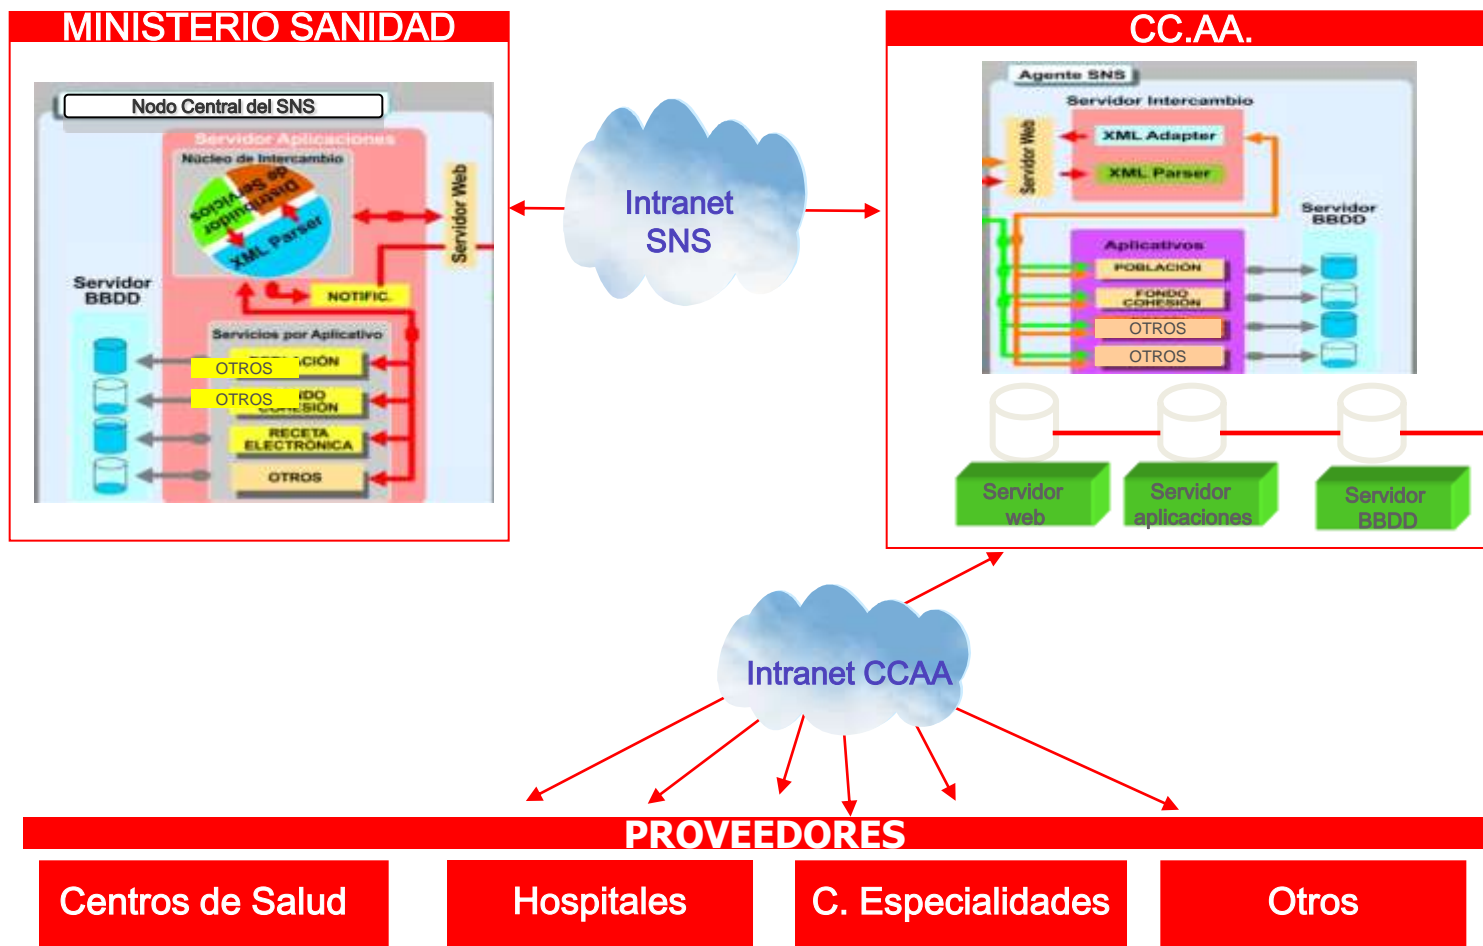 MINISTERIO SANIDAD
Nodo Central del SNS
Servidor Aplicaciones
Núcleo de Intercambio
Distribuidor
de Servicios
XML Parser
Servidor Web
NOTIFIC.
Servidor
BBDD
Servicios por Aplicativo
OTROS
OTROS
COHESIÓN
RECETA
ELECTRÓNICA
OTROS
Intranet
SNS
CC.AA.
Agente SNS
Servidor Intercambio
Servidor Web
XML Adapter
XML Parser
Servidor
BBDD
Aplicativos
POBLACIÓN
FONDO
COHESIÓN
OTROS
OTROS
Servidor
web
Servidor
aplicaciones
Servidor
BBDD
Intranet CCAA
PROVEEDORES
Centros de Salud
Hospitales
C. Especialidades
Otros